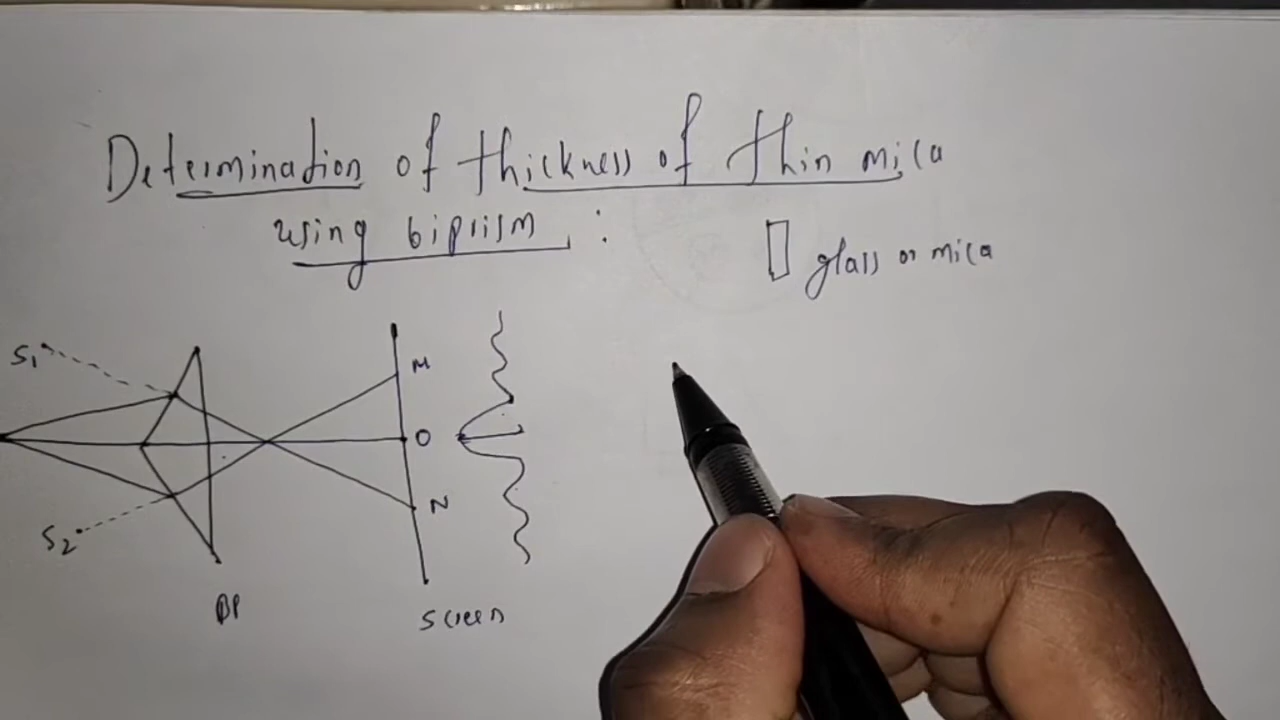 Determination of thickness of thin mica
using biprism :
glass or mica
S1
M
O
N
S2
BP
Screen